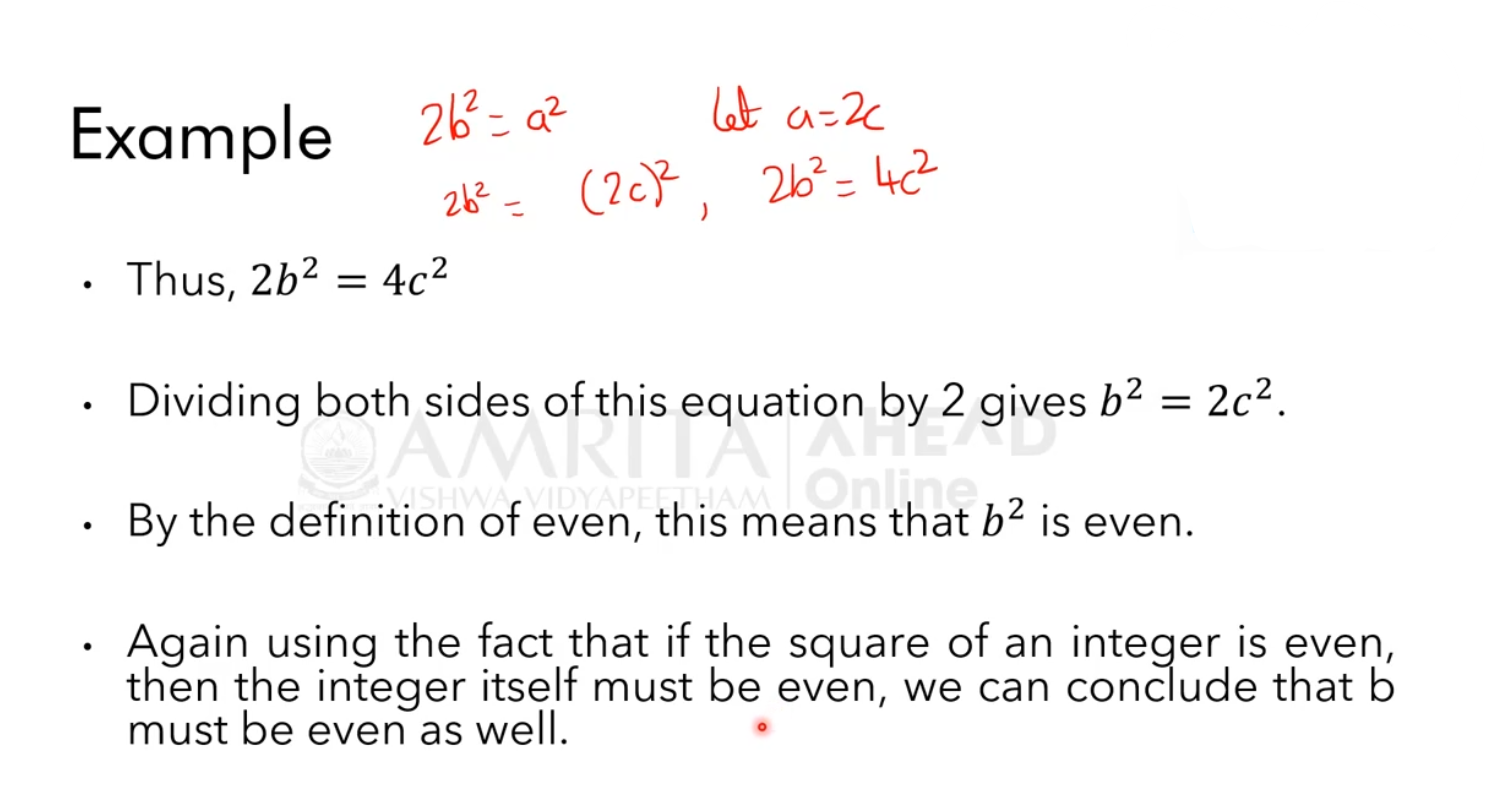 Example
2b² = a² let a=2c
2b² = (2c)² , 2b² = 4c²
• Thus, 2b² = 4c²
• Dividing both sides of this equation by 2 gives b² = 2c².
AMRITA | AHEAD
VISHWA VIDYAPEETHAM | Online
• By the definition of even, this means that b² is even.
• Again using the fact that if the square of an integer is even,
then the integer itself must be even, we can conclude that b
must be even as well.